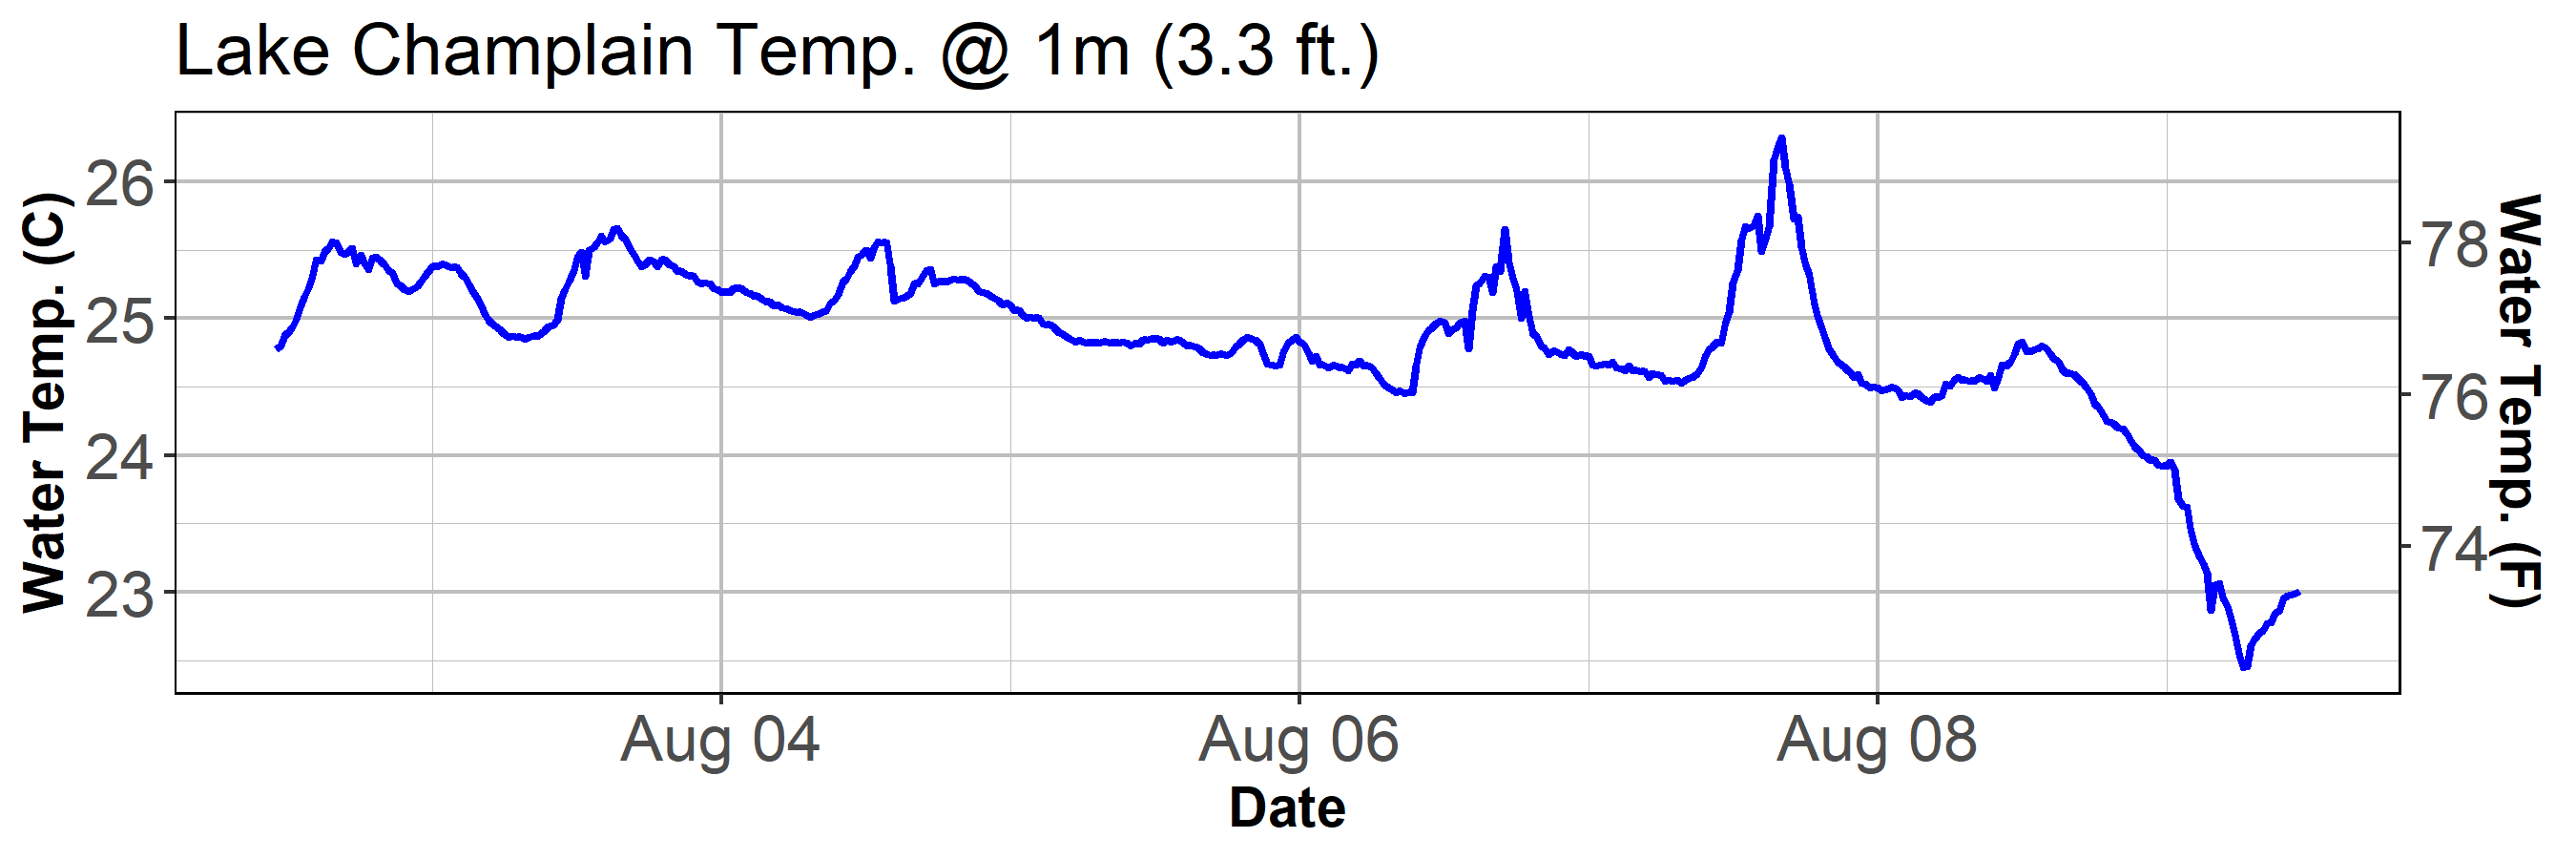 Lake Champlain Temp. @ 1m (3.3 ft.)
Water Temp. (C)
26
25
24
23
78
76
74
Water Temp. (F)
Aug 04
Aug 06
Aug 08
Date